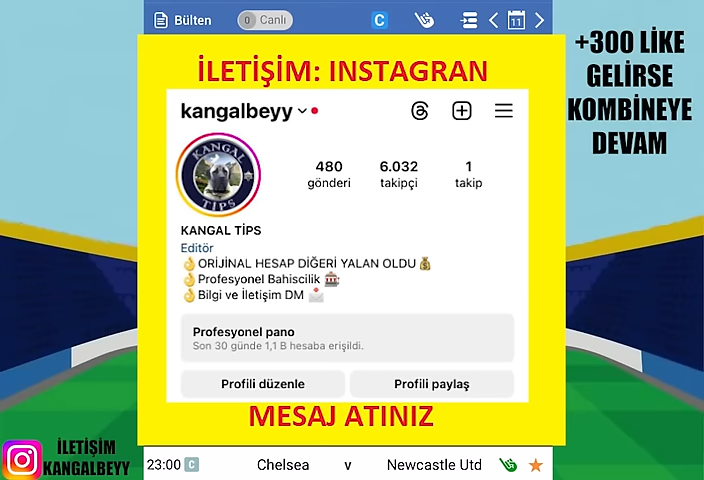 Bülten
0 Canlı
C
11
+300 LİKE
GELİRSE
KOMBİNEYE
DEVAM
İLETİŞİM: INSTAGRAN
kangalbeyy
KANGAL
TİPS
480
gönderi
6.032
takipçi
1
takip
KANGAL TİPS
Editör
👌ORİJİNAL HESAP DİĞERİ YALAN OLDU💰
👌Profesyonel Bahiscilik🎰
👌Bilgi ve İletişim DM 📩
Profesyonel pano
Son 30 günde 1,1 B hesaba erişildi.
Profili düzenle
Profili paylaş
MESAJ ATINIZ
İLETİŞİM
KANGALBEYY
23:00 C Chelsea v Newcastle Utd